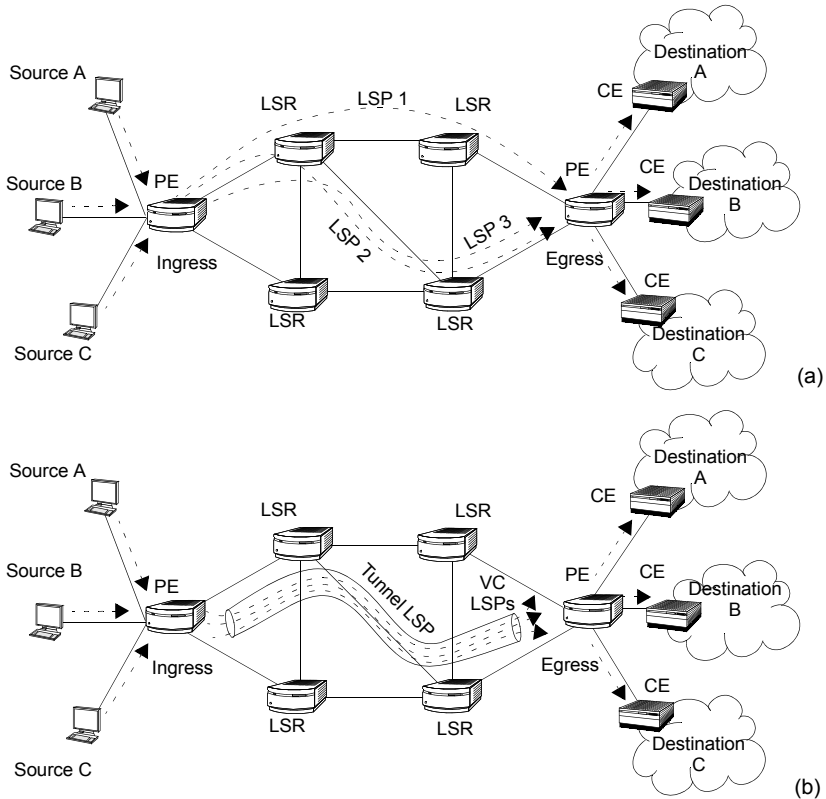 Source A
LSR
LSP 1
LSR
CE
Destination
A
Source B
PE
PE
CE
Destination
B
LSP 2
LSP 3
Ingress
Egress
LSR
LSR
CE
Source C
Destination
C
(a)
Source A
LSR
LSR
CE
Destination
A
Source B
PE
Tunnel LSP
VC
LSPs
PE
CE
Destination
B
Ingress
Egress
LSR
LSR
CE
Source C
Destination
C
(b)